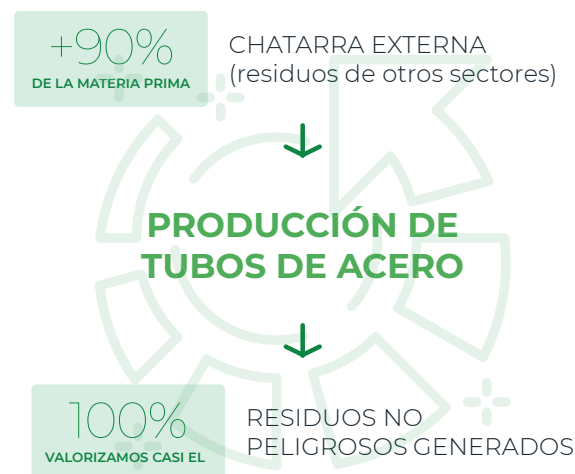 +90%
DE LA MATERIA PRIMA
CHATARRA EXTERNA
(residuos de otros sectores)
PRODUCCIÓN DE
TUBOS DE ACERO
100%
VALORIZAMOS CASI EL
RESIDUOS NO
PELIGROSOS GENERADOS